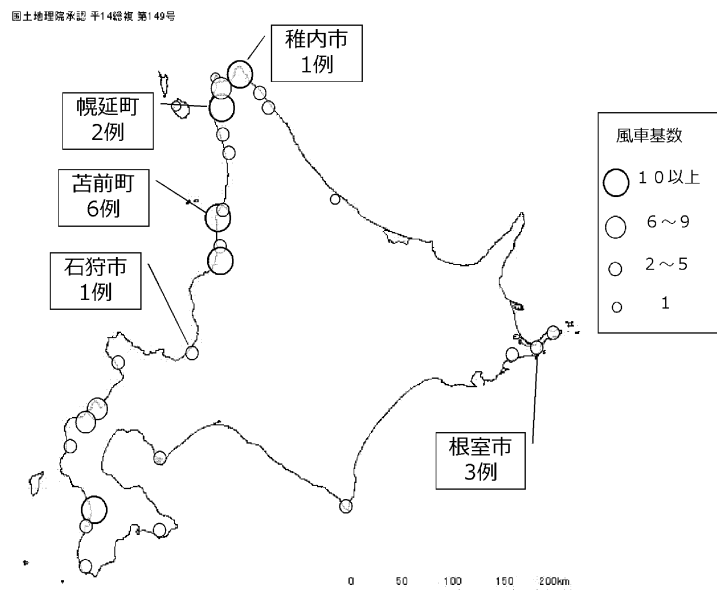 国土地理院承認 平14総複 第149号
稚内市
1例
幌延町
2例
苫前町
6例
石狩市
1例
根室市
3例
風車基数
10以上
6~9
2~5
1
0 50 100 150 200km